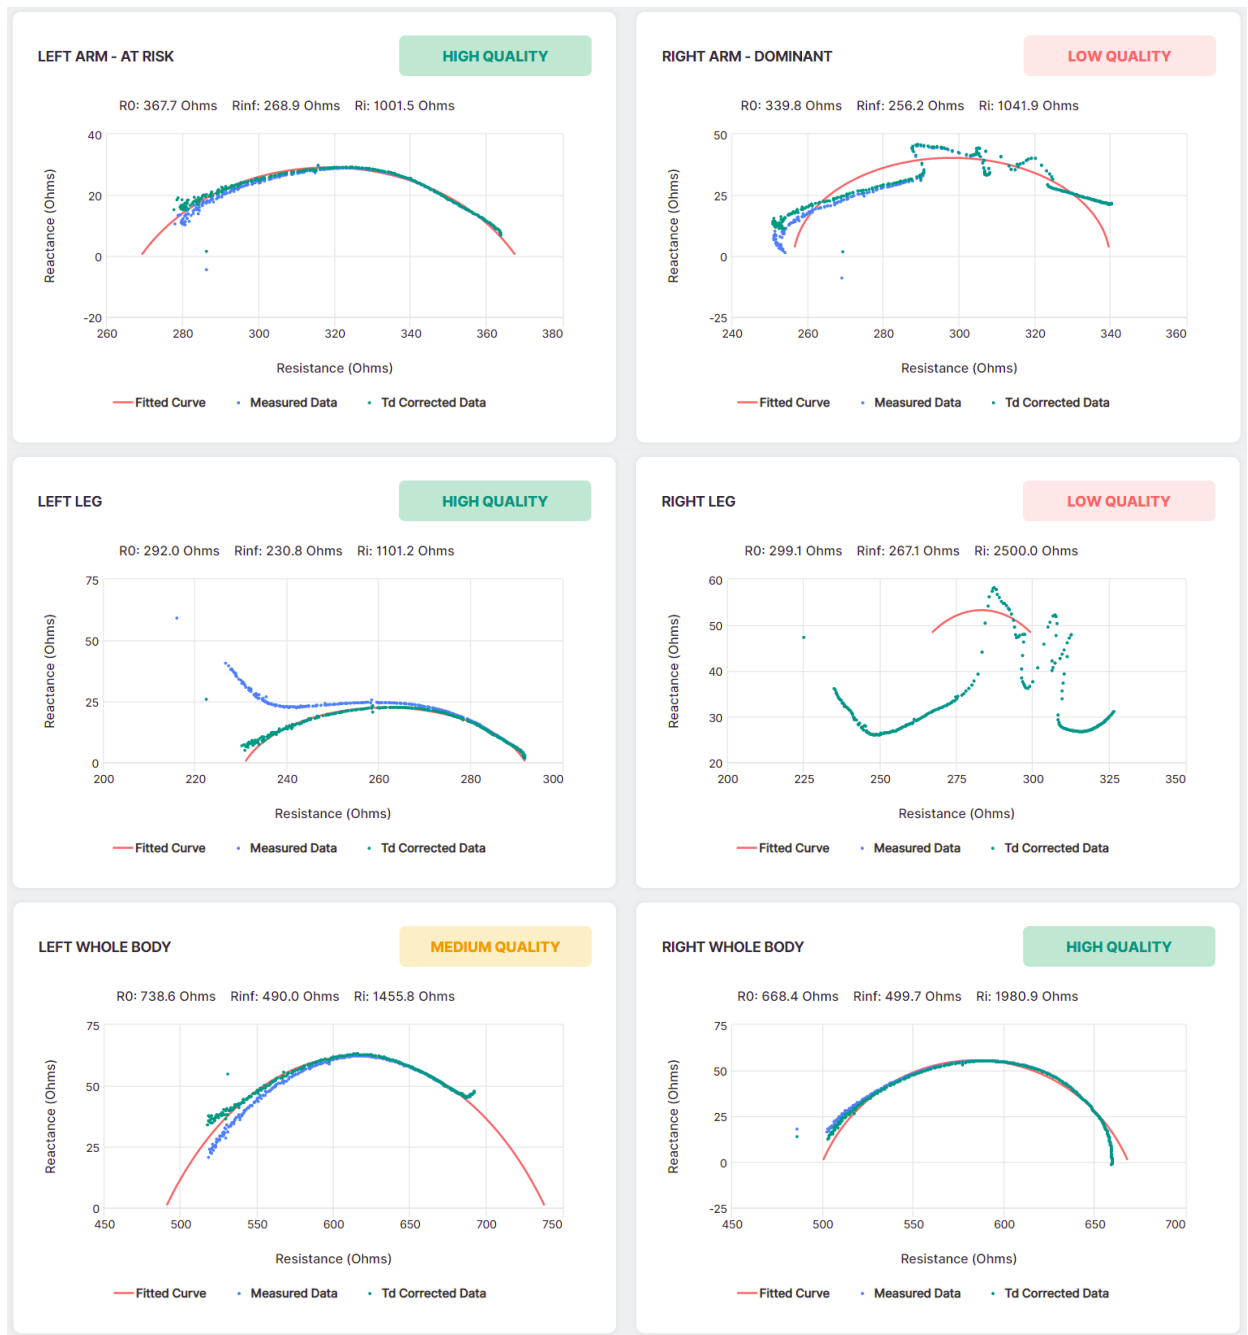 LEFT ARM - AT RISK
HIGH QUALITY
R0: 367.7 Ohms Rinf: 268.9 Ohms Ri: 1001.5 Ohms
40
20
0
-20
Reactance (Ohms)
260 280 300 320 340 360 380
Resistance (Ohms)
Fitted Curve Measured Data Td Corrected Data
RIGHT ARM - DOMINANT
LOW QUALITY
R0: 339.8 Ohms Rinf: 256.2 Ohms Ri: 1041.9 Ohms
50
25
0
-25
Reactance (Ohms)
240 260 280 300 320 340 360
Resistance (Ohms)
Fitted Curve Measured Data Td Corrected Data
LEFT LEG
HIGH QUALITY
R0: 292.0 Ohms Rinf: 230.8 Ohms Ri: 1101.2 Ohms
75
50
25
0
Reactance (Ohms)
200 220 240 260 280 300
Resistance (Ohms)
Fitted Curve Measured Data Td Corrected Data
RIGHT LEG
LOW QUALITY
R0: 299.1 Ohms Rinf: 267.1 Ohms Ri: 2500.0 Ohms
60
50
40
30
20
Reactance (Ohms)
200 225 250 275 300 325 350
Resistance (Ohms)
Fitted Curve Measured Data Td Corrected Data
LEFT WHOLE BODY
MEDIUM QUALITY
R0: 738.6 Ohms Rinf: 490.0 Ohms Ri: 1455.8 Ohms
75
50
25
0
Reactance (Ohms)
450 500 550 600 650 700 750
Resistance (Ohms)
Fitted Curve Measured Data Td Corrected Data
RIGHT WHOLE BODY
HIGH QUALITY
R0: 668.4 Ohms Rinf: 499.7 Ohms Ri: 1980.9 Ohms
75
50
25
0
-25
Reactance (Ohms)
450 500 550 600 650 700
Resistance (Ohms)
Fitted Curve Measured Data Td Corrected Data